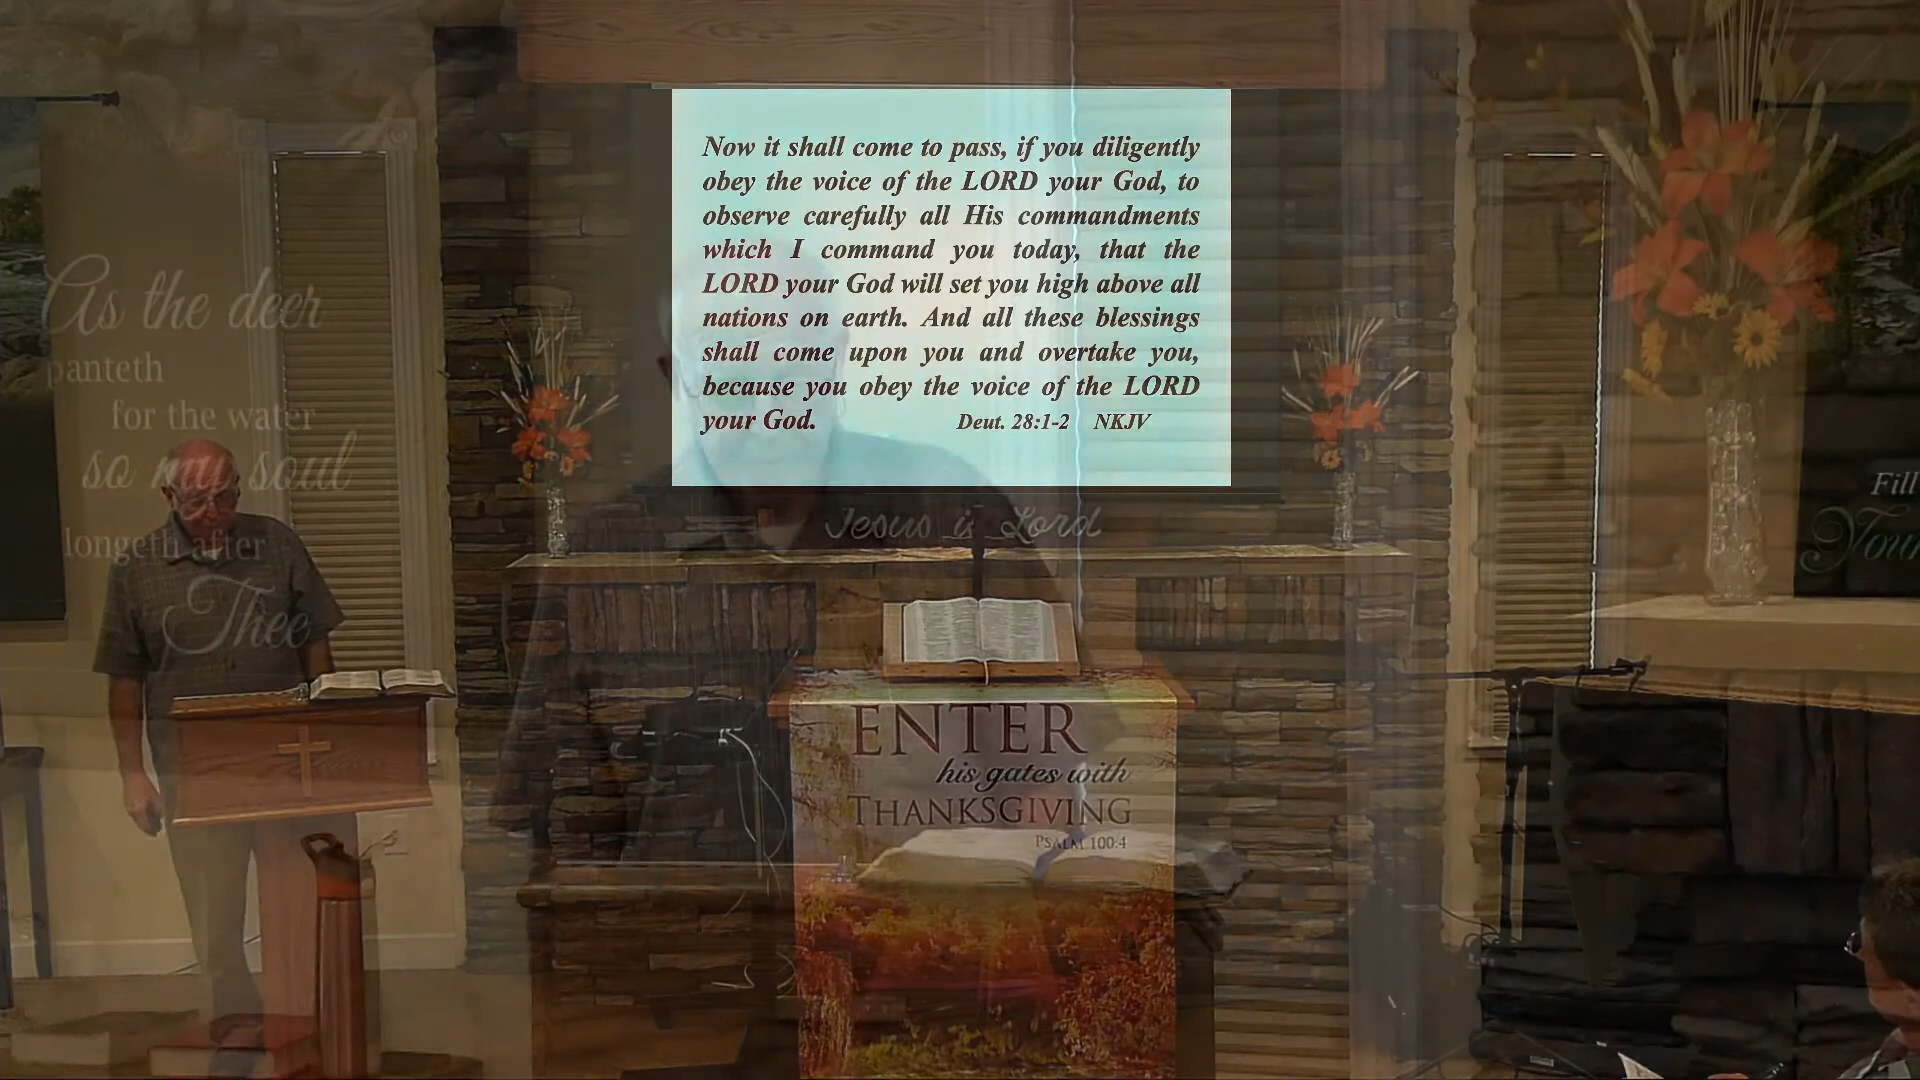 Now it shall come to pass, if you diligently
obey the voice of the LORD your God, to
observe carefully all His commandments
which I command you today, that the
LORD your God will set you high above all
nations on earth. And all these blessings
shall come upon you and overtake you,
because you obey the voice of the LORD
your God. Deut. 28:1-2 NKJV
As the deer
panteth
for the water
so my soul
longeth after
Thee
Jesus is Lord
ENTER
his gates with
THANKSGIVING
PSALM 100:4
Fill